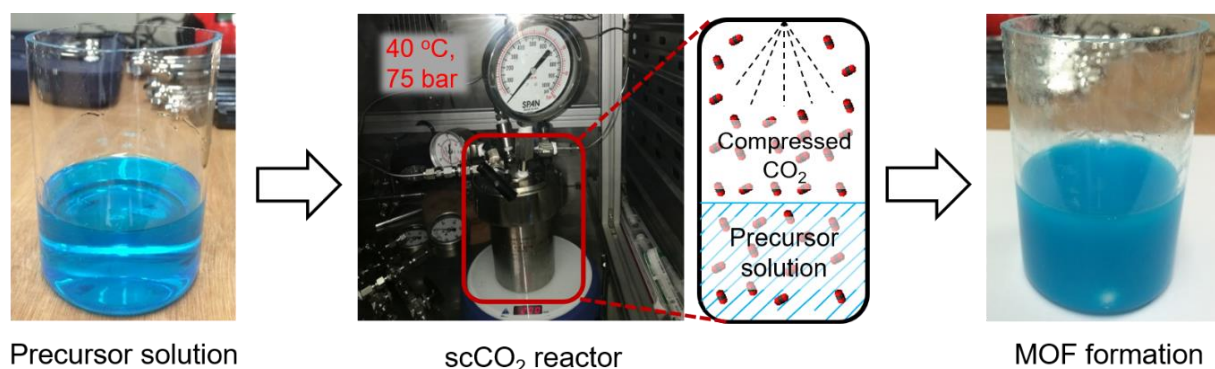 40 °C,
75 bar
SPAN
Compressed
CO₂
Precursor
solution
Precursor solution
scCO₂ reactor
MOF formation